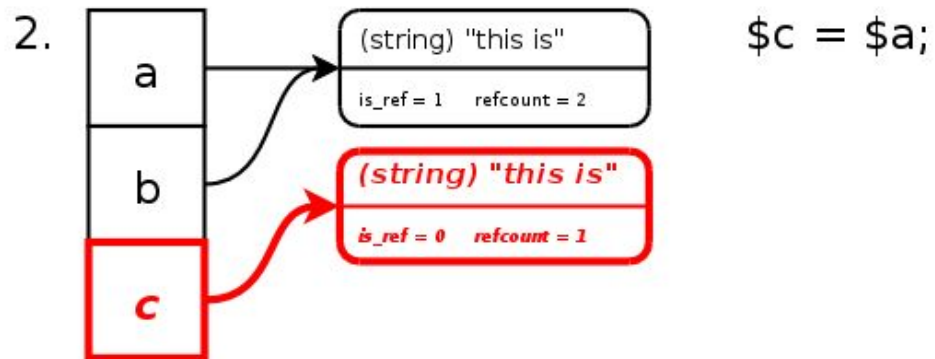 2.
a
(string) "this is"
is_ref = 1 refcount = 2
$c = $a;
b
(string) "this is"
is_ref = 0 refcount = 1
c